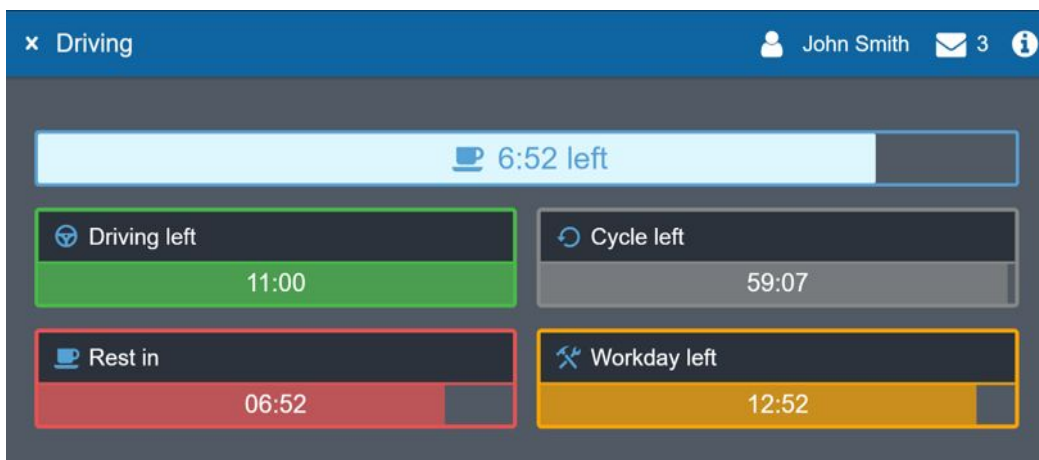 × Driving John Smith 3
6:52 left
Driving left
11:00
Cycle left
59:07
Rest in
06:52
Workday left
12:52